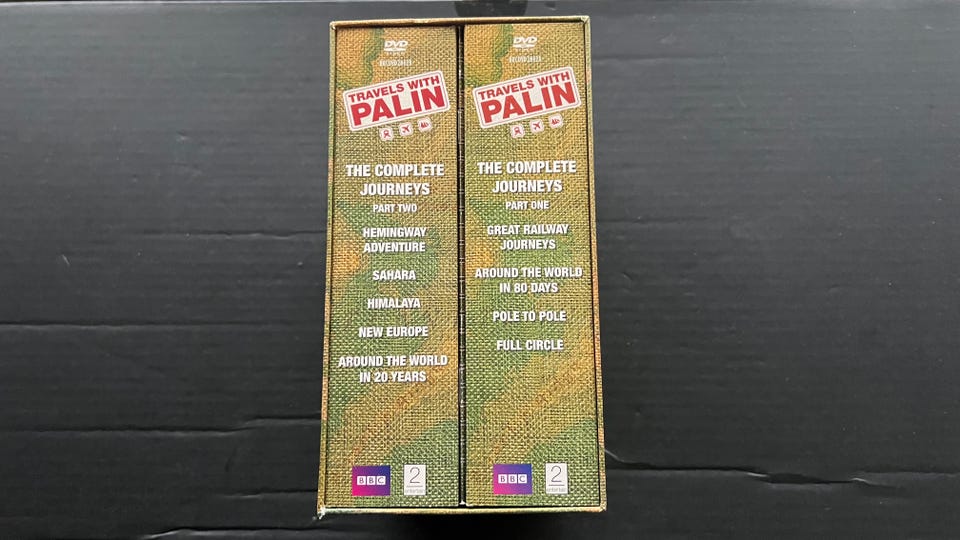 DVD
TRAVELS WITH
PALIN
THE COMPLETE
JOURNEYS
PART TWO
HEMINGWAY
ADVENTURE
SAHARA
HIMALAYA
NEW EUROPE
AROUND THE WORLD
IN 20 YEARS
BBC
2
entertain
DVD
TRAVELS WITH
PALIN
THE COMPLETE
JOURNEYS
PART ONE
GREAT RAILWAY
JOURNEYS
AROUND THE WORLD
IN 80 DAYS
POLE TO POLE
FULL CIRCLE
BBC
2
entertain